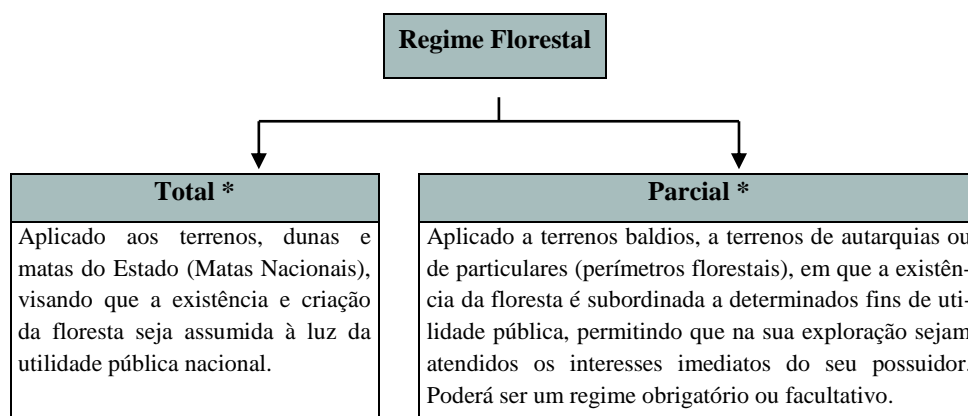 Regime Florestal
Total *
Aplicado aos terrenos, dunas e
matas do Estado (Matas Nacionais),
visando que a existência e criação
da floresta seja assumida à luz da
utilidade pública nacional.
Parcial *
Aplicado a terrenos baldios, a terrenos de autarquias ou
de particulares (perímetros florestais), em que a existên-
cia da floresta é subordinada a determinados fins de uti-
lidade pública, permitindo que na sua exploração sejam
atendidos os interesses imediatos do seu possuidor.
Poderá ser um regime obrigatório ou facultativo.